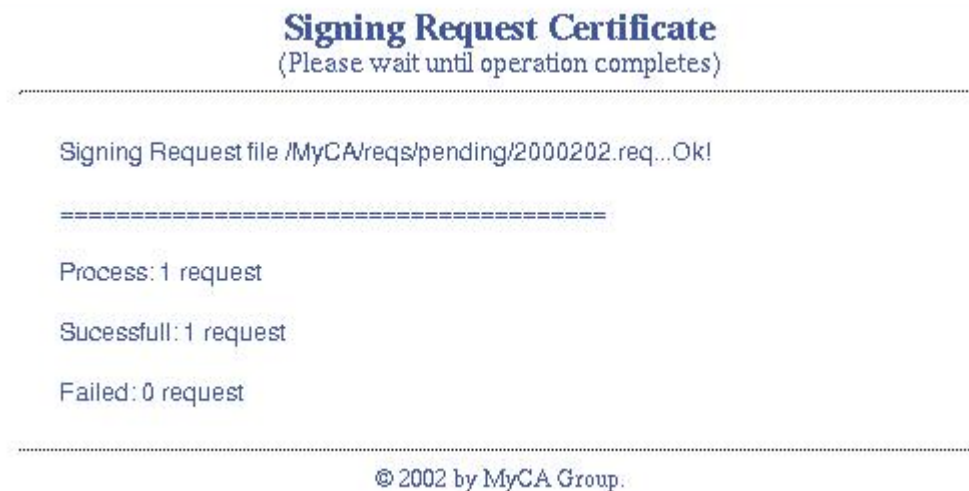 Signing Request Certificate
(Please wait until operation completes)
Signing Request file /MyCA/reqs/pending/2000202.req...Ok!
=======================================
Process: 1 request
Sucessfull: 1 request
Failed: 0 request
© 2002 by MyCA Group.